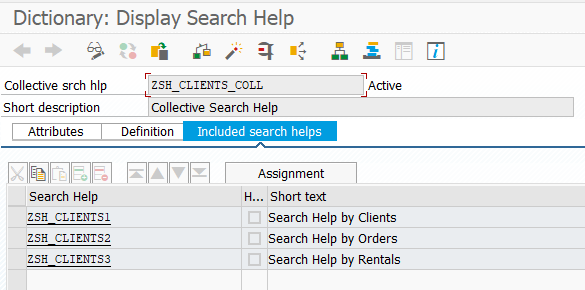 Dictionary: Display Search Help
Collective srch hlp ZSH_CLIENTS_COLL Active
Short description Collective Search Help
Attributes Definition Included search helps
Assignment
Search Help H... Short text
ZSH_CLIENTS1 Search Help by Clients
ZSH_CLIENTS2 Search Help by Orders
ZSH_CLIENTS3 Search Help by Rentals